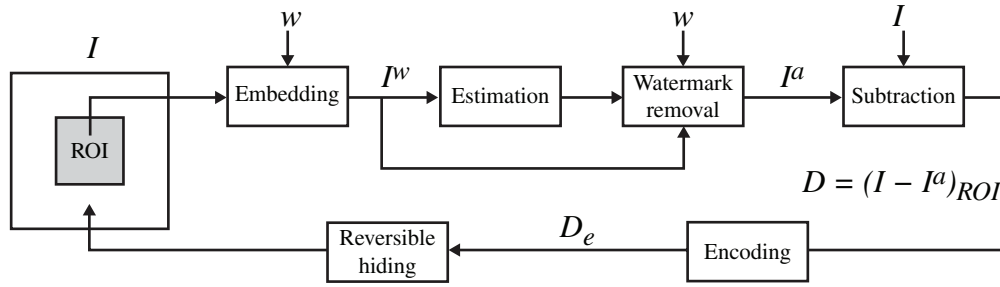 w
w
I
I
Embedding
I^w
Estimation
Watermark
removal
I^a
Subtraction
ROI
D = (I − I^a)_ROI
Reversible
hiding
D_e
Encoding